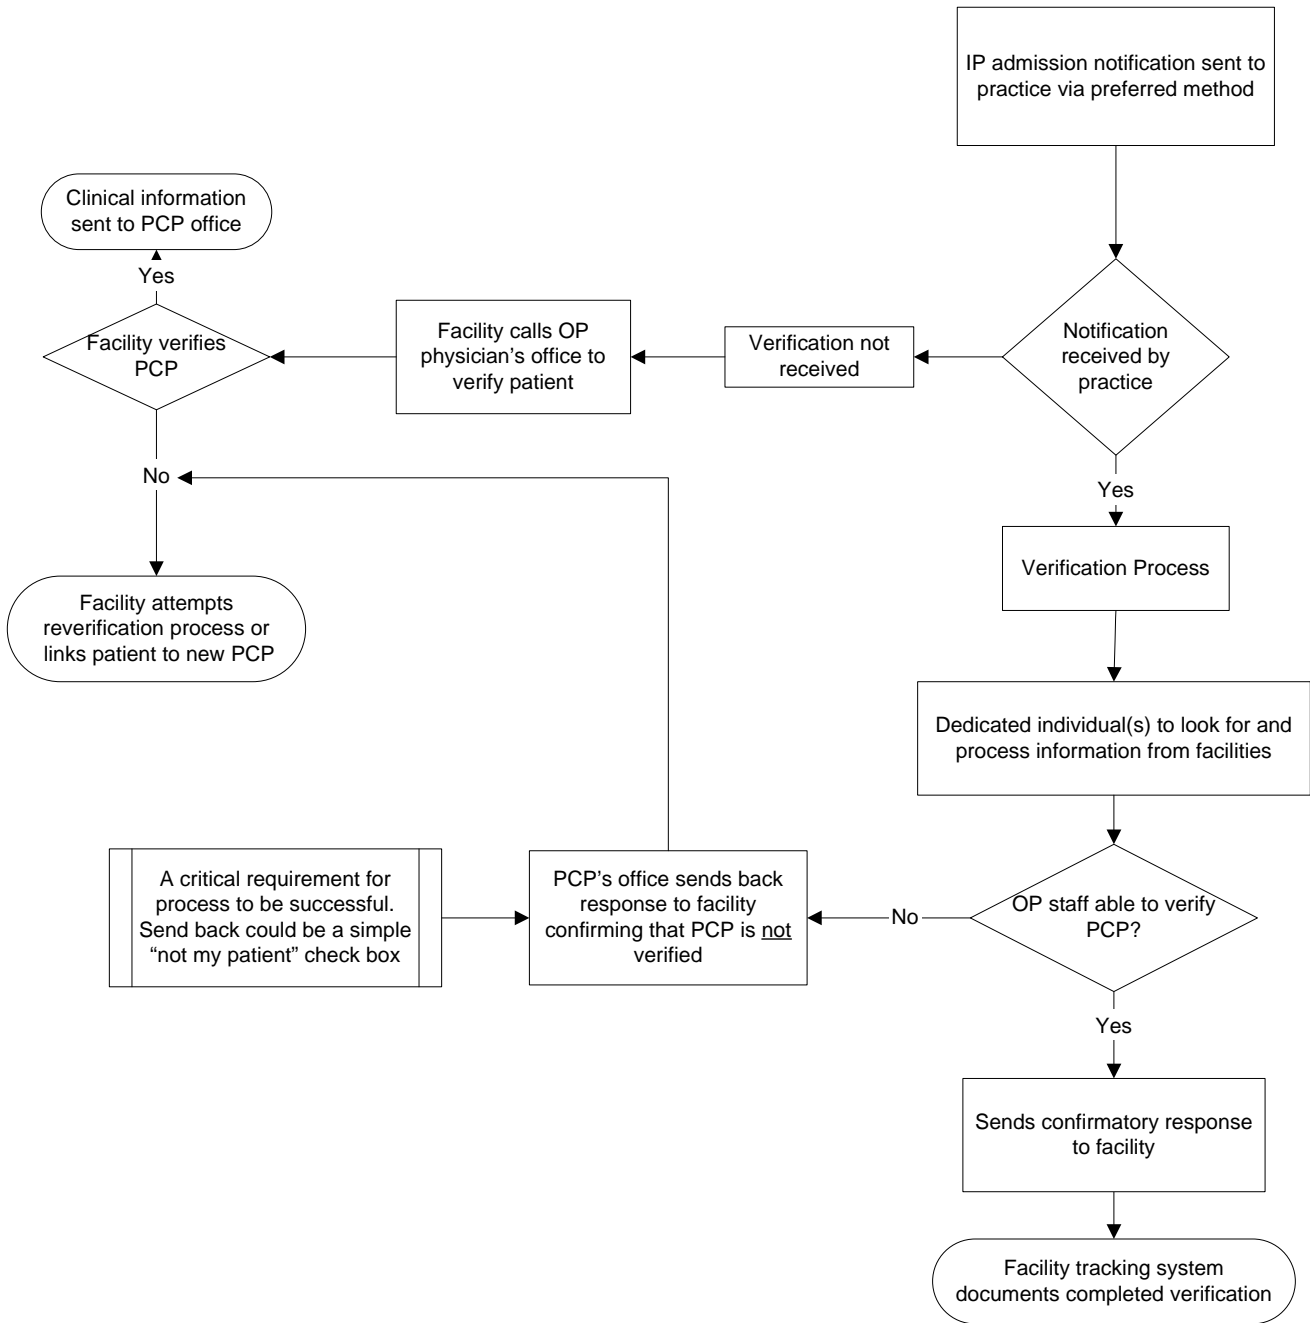 IP admission notification sent to
practice via preferred method
Clinical information
sent to PCP office
Yes
Facility verifies
PCP
Facility calls OP
physician’s office to
verify patient
Verification not
received
Notification
received by
practice
No
Yes
Verification Process
Facility attempts
reverification process or
links patient to new PCP
Dedicated individual(s) to look for and
process information from facilities
A critical requirement for
process to be successful.
Send back could be a simple
“not my patient” check box
PCP’s office sends back
response to facility
confirming that PCP is not
verified
No
OP staff able to verify
PCP?
Yes
Sends confirmatory response
to facility
Facility tracking system
documents completed verification